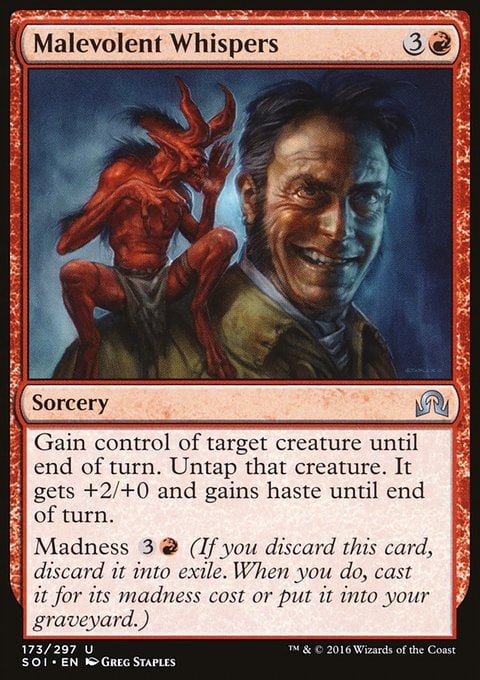 Malevolent Whispers 3
STAPLES
Sorcery
Gain control of target creature until
end of turn. Untap that creature. It
gets +2/+0 and gains haste until end
of turn.
Madness 3 (If you discard this card,
discard it into exile. When you do, cast
it for its madness cost or put it into your
graveyard.)
173/297 U
SOI • EN Greg Staples
™ & © 2016 Wizards of the Coast